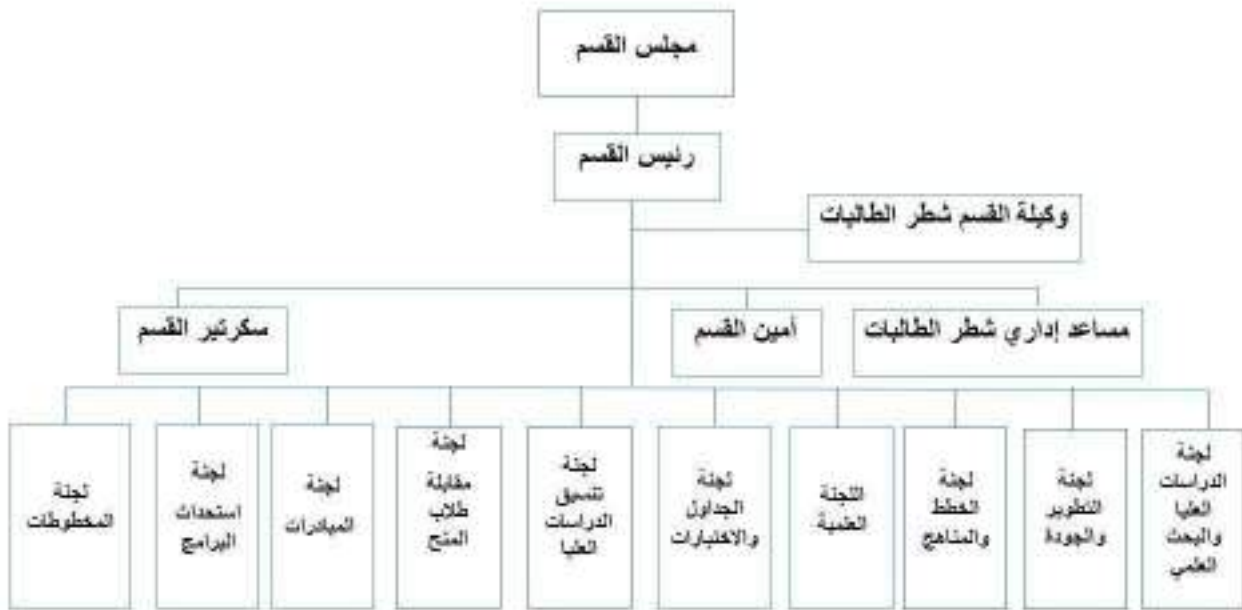 مجلس القسم
رئيس القسم
وكيلة القسم شطر الطالبات
مساعد إداري شطر الطالبات
أمين القسم
سكرتير القسم
لجنة
الدراسات
العليا
والبحث
العلمي
لجنة
التطوير
والجودة
لجنة
الخطط
والمناهج
اللجنة
العلمية
لجنة
الجداول
والاختبارات
لجنة
تنسيق
الدراسات
العليا
لجنة
مقابلة
طلاب
المنح
لجنة
المبادرات
لجنة
استحداث
البرامج
لجنة
المخطوطات